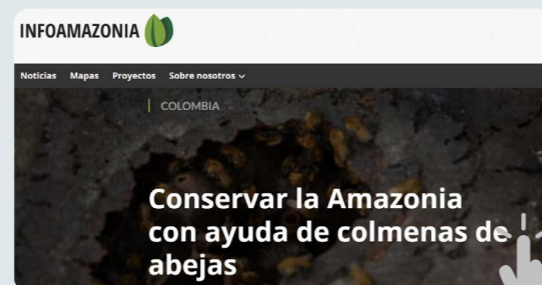 INFOAMAZONIA
Noticias Mapas Proyectos Sobre nosotros
COLOMBIA
Conservar la Amazonia
con ayuda de colmenas de
abejas